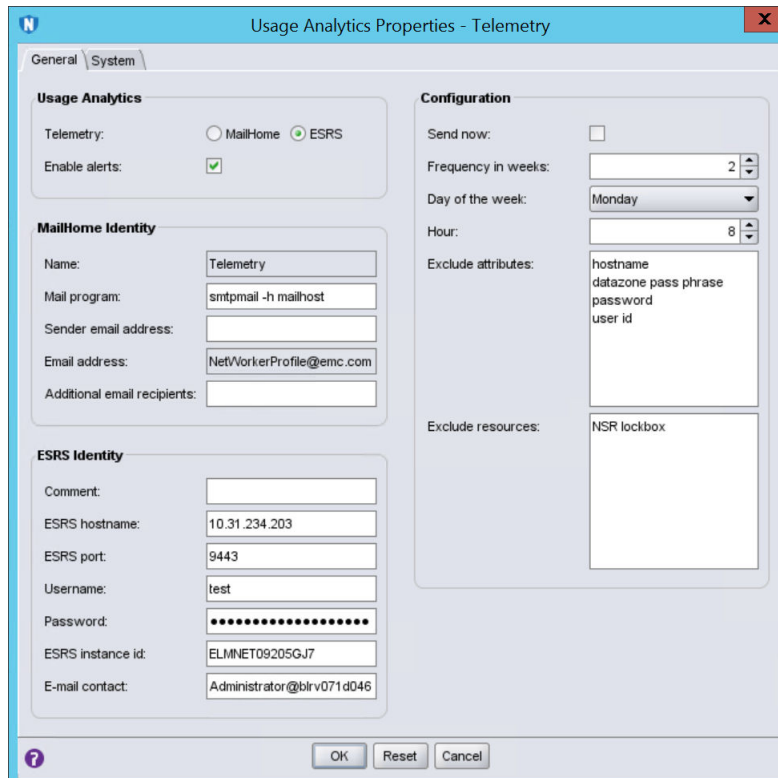 Usage Analytics Properties - Telemetry
General
System
Usage Analytics
Telemetry:
MailHome
ESRS
Enable alerts:
MailHome Identity
Name:
Telemetry
Mail program:
smtpmail -h mailhost
Sender email address:
Email address:
NetWorkerProfile@emc.com
Additional email recipients:
ESRS Identity
Comment:
ESRS hostname:
10.31.234.203
ESRS port:
9443
Username:
test
Password:
ESRS instance id:
ELMNET09205GJ7
E-mail contact:
Administrator@blrv071d046
Configuration
Send now:
Frequency in weeks:
2
Day of the week:
Monday
Hour:
8
Exclude attributes:
hostname
datazone pass phrase
password
user id
Exclude resources:
NSR lockbox
OK
Reset
Cancel